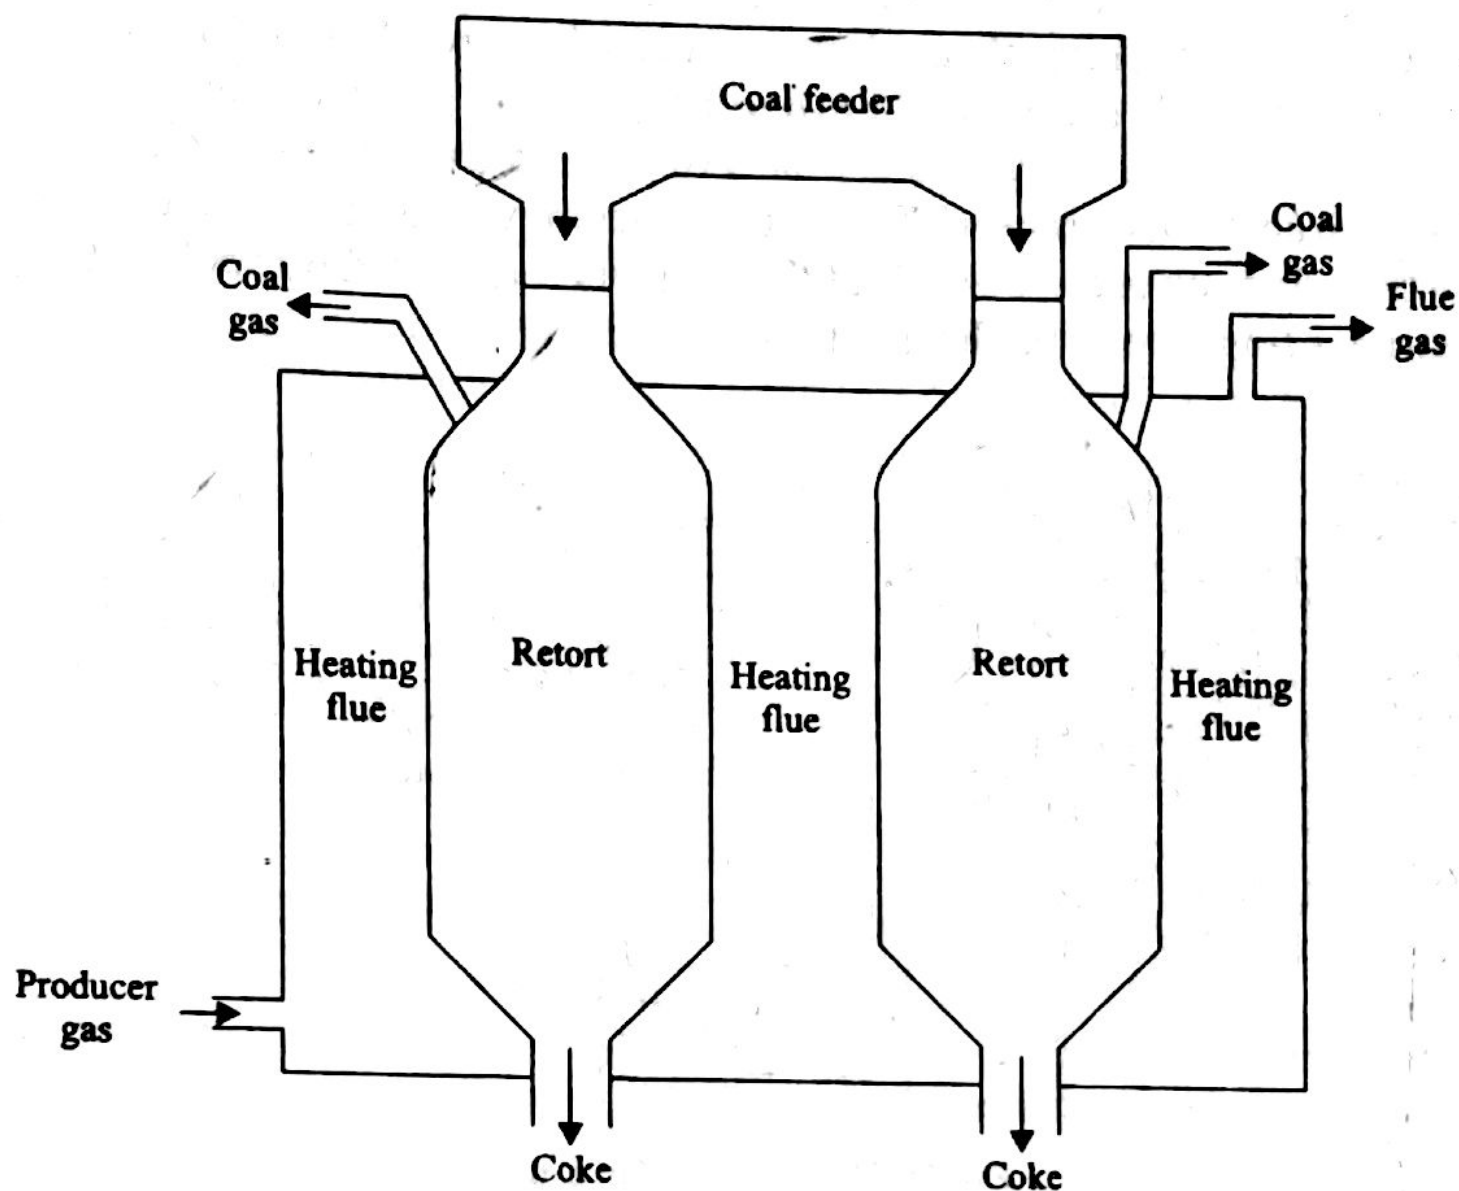 Coal feeder
Coal
gas
Coal
gas
Flue
gas
Heating
flue
Retort
Heating
flue
Retort
Heating
flue
Producer
gas
Coke
Coke